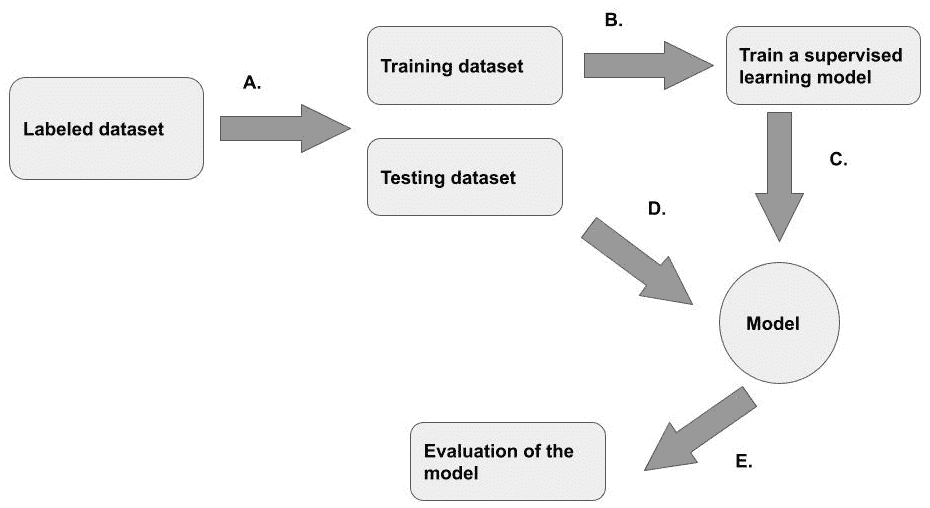 B.
Training dataset
Train a supervised
learning model
A.
Labeled dataset
Testing dataset
C.
D.
Model
Evaluation of the
model
E.